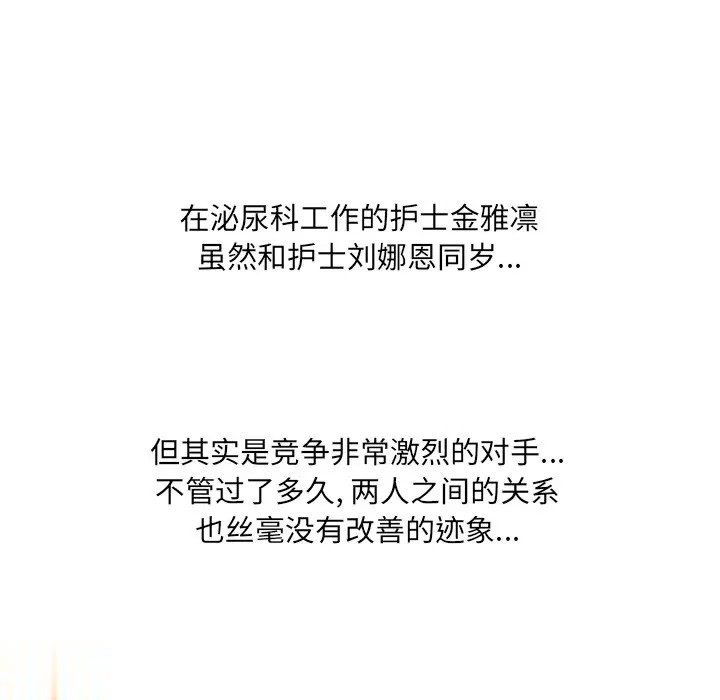 在泌尿科工作的护士金雅凛
虽然和护士刘娜恩同岁...
但其实是竞争非常激烈的对手...
不管过了多久, 两人之间的关系
也丝毫没有改善的迹象...